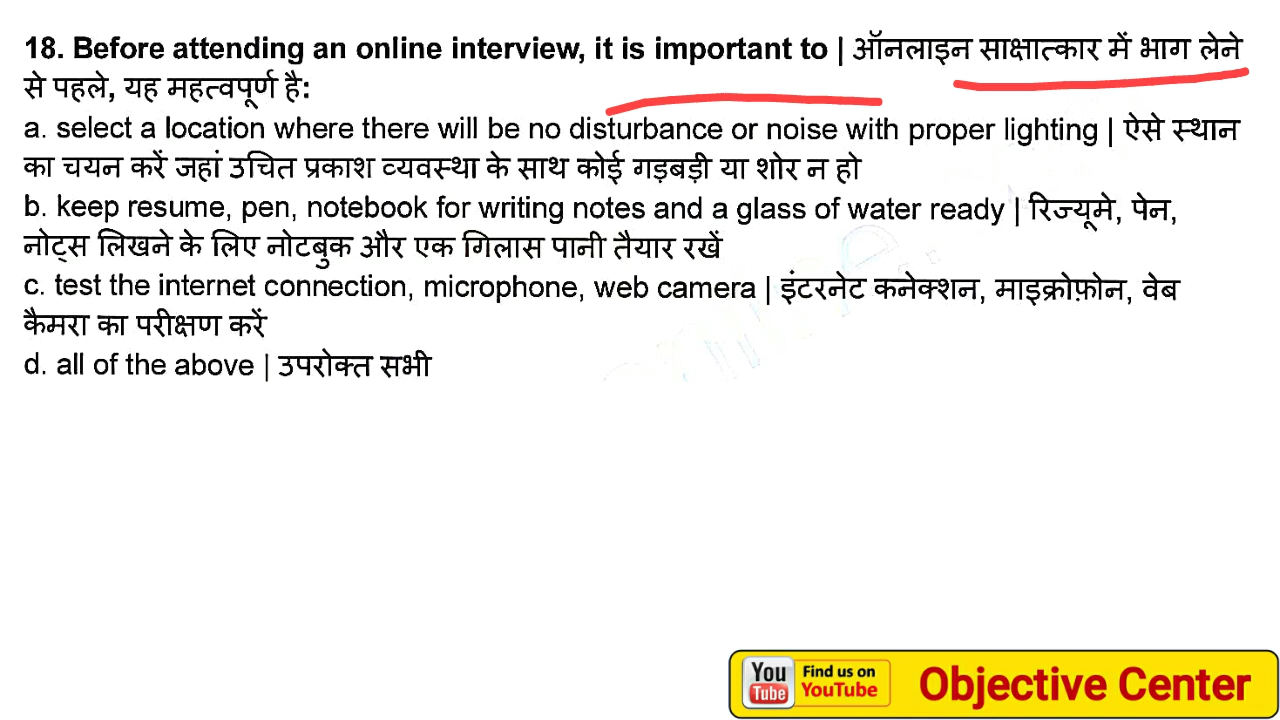 18. Before attending an online interview, it is important to | ऑनलाइन साक्षात्कार में भाग लेने
से पहले, यह महत्वपूर्ण है:
a. select a location where there will be no disturbance or noise with proper lighting | ऐसे स्थान
का चयन करें जहां उचित प्रकाश व्यवस्था के साथ कोई गड़बड़ी या शोर न हो
b. keep resume, pen, notebook for writing notes and a glass of water ready | रिज्यूमे, पेन,
नोट्स लिखने के लिए नोटबुक और एक गिलास पानी तैयार रखें
c. test the internet connection, microphone, web camera | इंटरनेट कनेक्शन, माइक्रोफ़ोन, वेब
कैमरा का परीक्षण करें
d. all of the above | उपरोक्त सभी
You Tube Find us on YouTube Objective Center